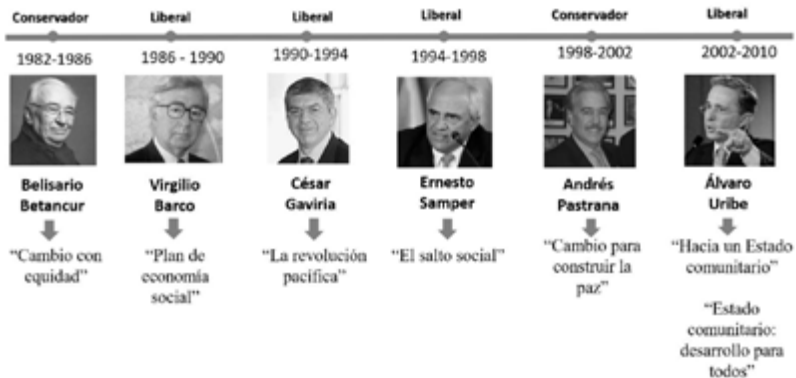 Conservador
Liberal
Liberal
Liberal
Conservador
Liberal
1982-1986
1986 - 1990
1990-1994
1994-1998
1998-2002
2002-2010
Belisario
Betancur
Virgilio
Barco
César
Gaviria
Ernesto
Samper
Andrés
Pastrana
Álvaro
Uribe
“Cambio con
equidad”
“Plan de
economía
social”
“La revolución
pacífica”
“El salto social”
“Cambio para
construir la
paz”
“Hacia un Estado
comunitario”
“Estado
comunitario:
desarrollo para
todos”